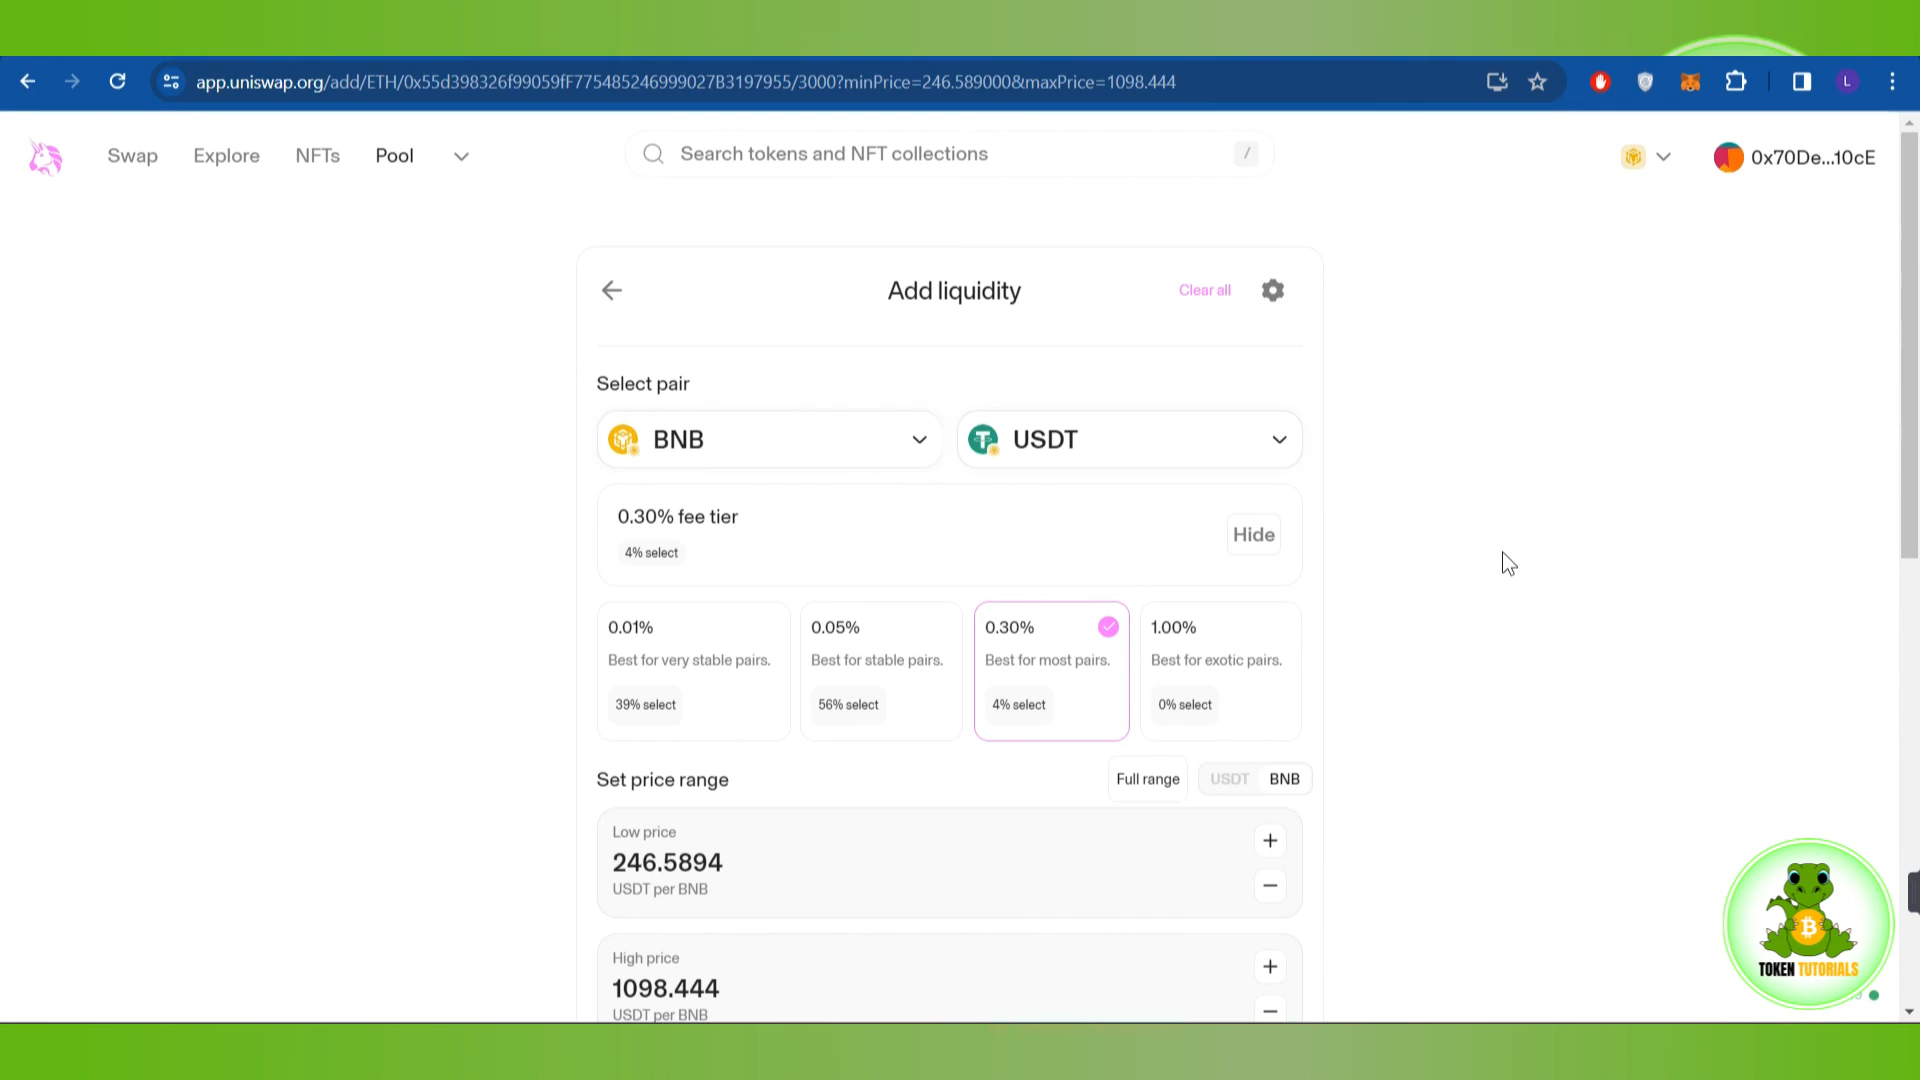 app.uniswap.org/add/ETH/0x55d398326f99059fF775485246999027B3197955/3000?minPrice=246.589000&maxPrice=1098.444
L
Swap Explore NFTs Pool
Search tokens and NFT collections /
0x70De...10cE
Add liquidity
Clear all
Select pair
BNB
USDT
0.30% fee tier
4% select
Hide
0.01%
Best for very stable pairs.
39% select
0.05%
Best for stable pairs.
56% select
0.30%
Best for most pairs.
4% select
1.00%
Best for exotic pairs.
0% select
Set price range
Full range
USDT BNB
Low price
246.5894
USDT per BNB
+
−
High price
1098.444
USDT per BNB
+
−
TOKEN TUTORIALS